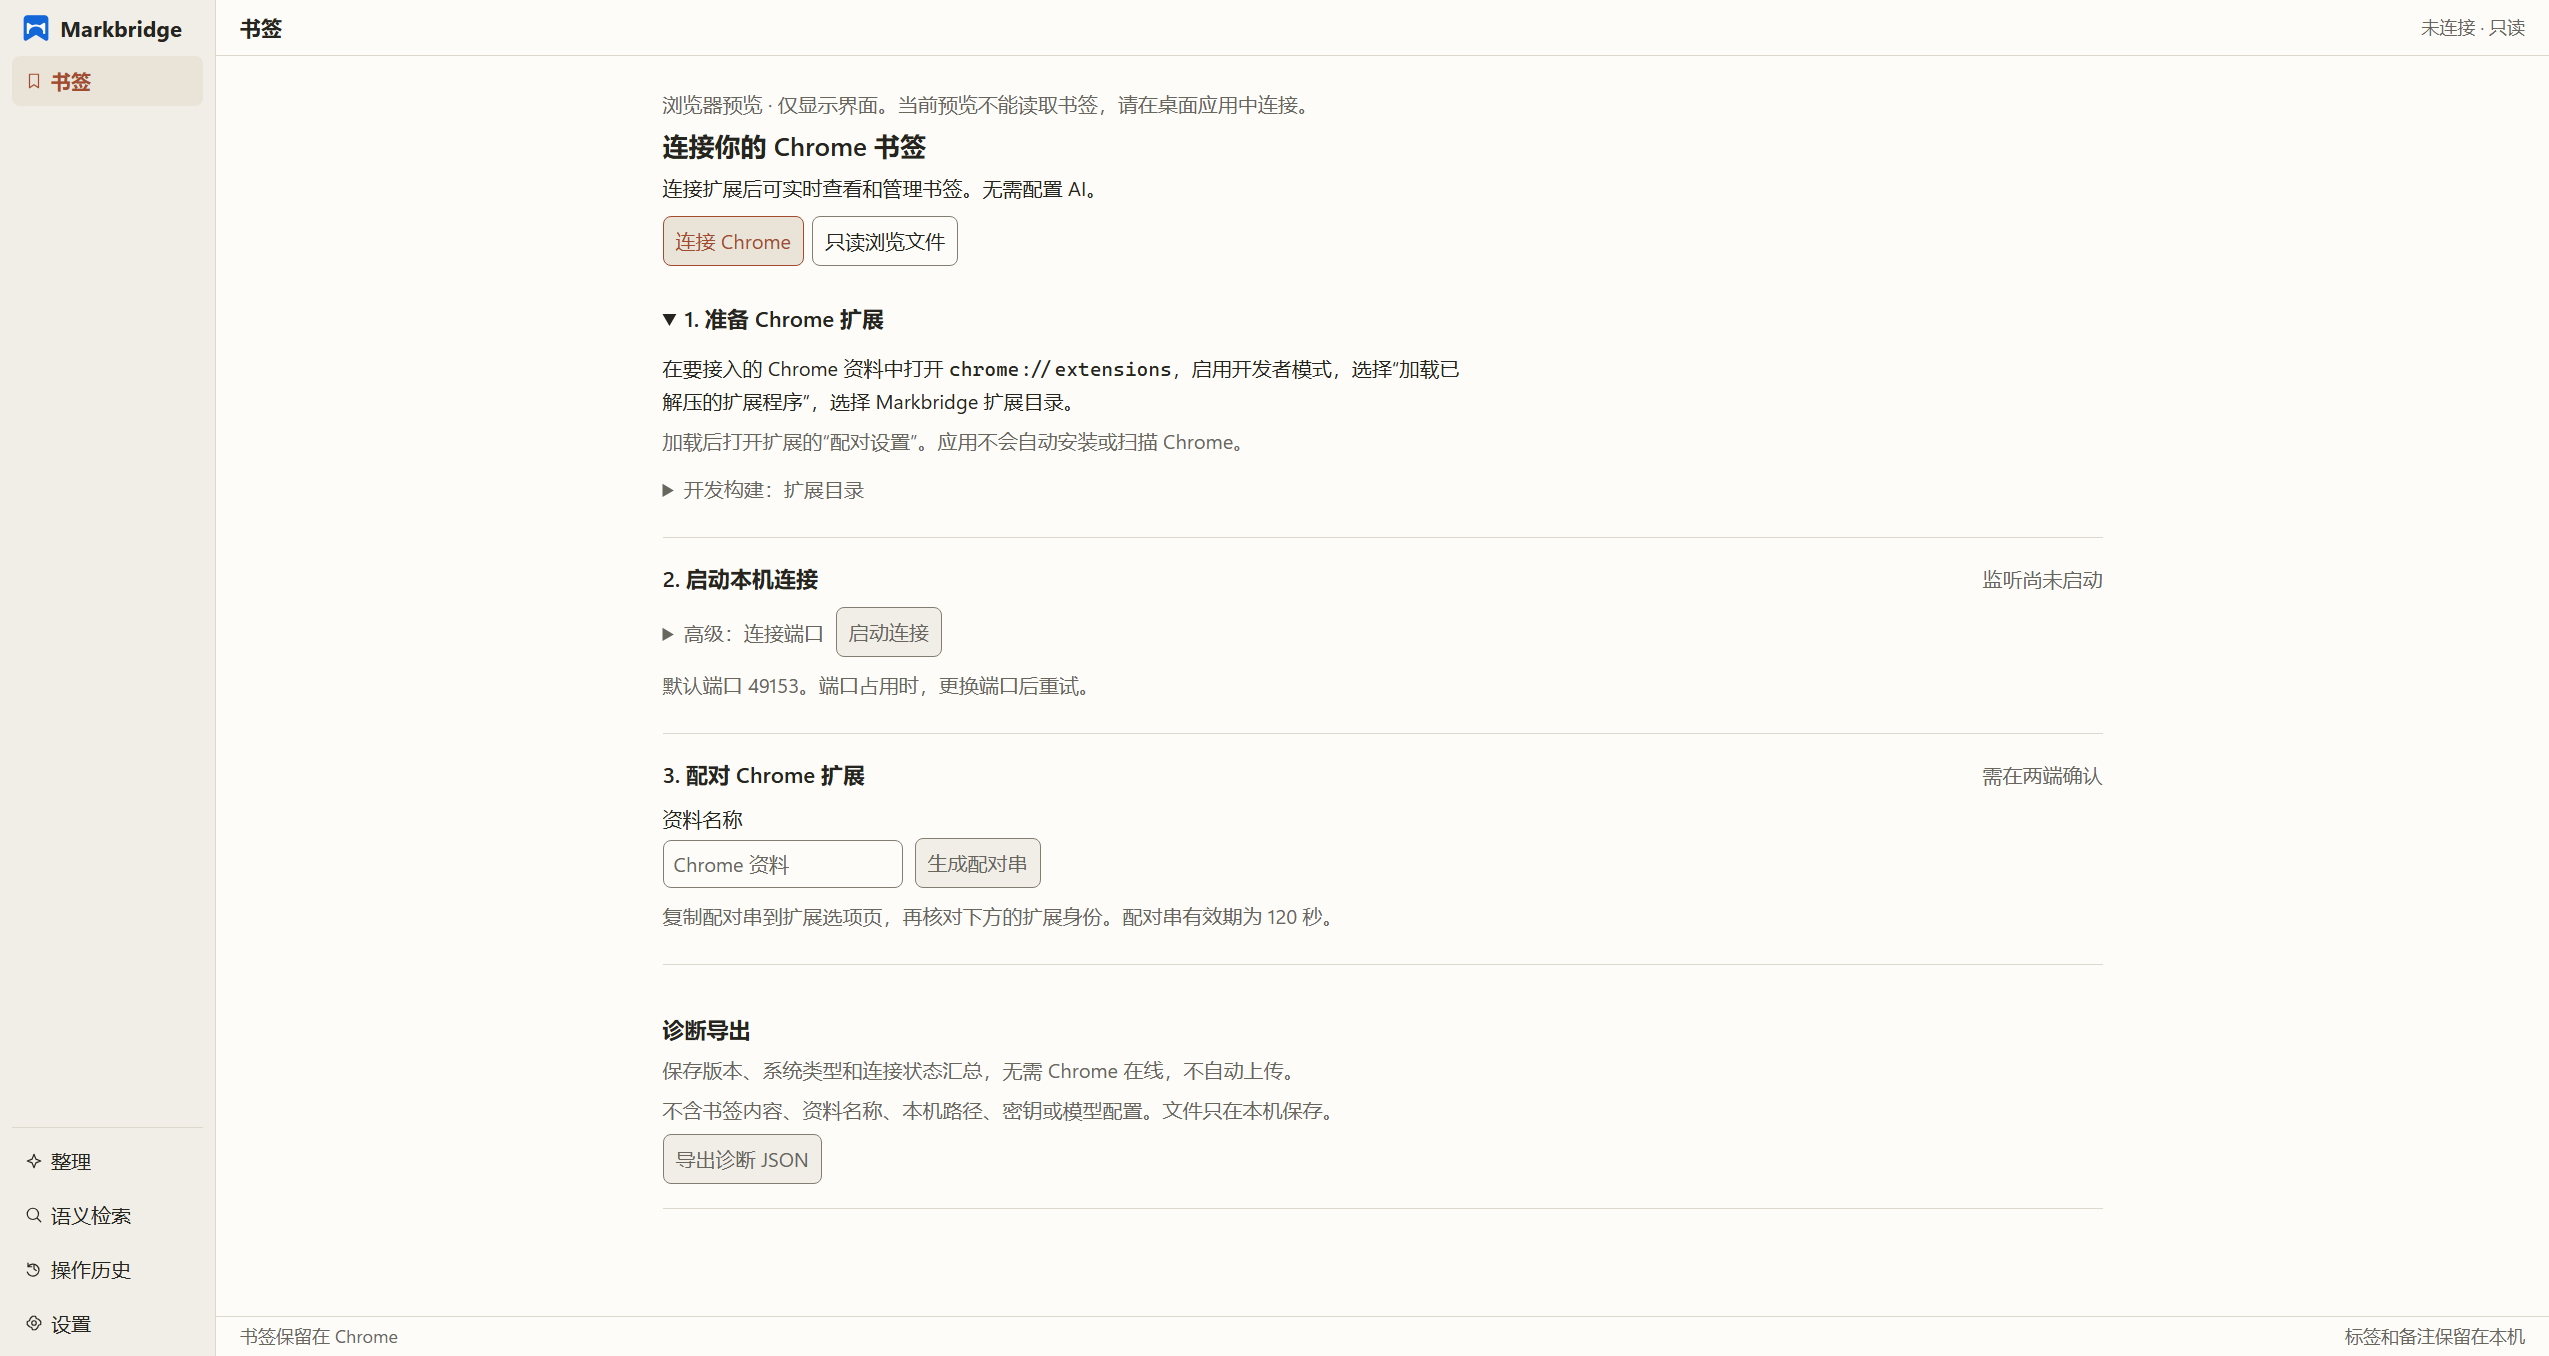 Markbridge
书签
整理
语义检索
操作历史
设置
书签
未连接 · 只读
浏览器预览 · 仅显示界面。当前预览不能读取书签，请在桌面应用中连接。
连接你的 Chrome 书签
连接扩展后可实时查看和管理书签。无需配置 AI。
连接 Chrome
只读浏览文件
1. 准备 Chrome 扩展
在要接入的 Chrome 资料中打开 chrome://extensions，启用开发者模式，选择“加载已
解压的扩展程序”，选择 Markbridge 扩展目录。
加载后打开扩展的“配对设置”。应用不会自动安装或扫描 Chrome。
开发构建：扩展目录
2. 启动本机连接
监听尚未启动
高级：连接端口
启动连接
默认端口 49153。端口占用时，更换端口后重试。
3. 配对 Chrome 扩展
需在两端确认
资料名称
Chrome 资料
生成配对串
复制配对串到扩展选项页，再核对下方的扩展身份。配对串有效期为 120 秒。
诊断导出
保存版本、系统类型和连接状态汇总，无需 Chrome 在线，不自动上传。
不含书签内容、资料名称、本机路径、密钥或模型配置。文件只在本机保存。
导出诊断 JSON
书签保留在 Chrome
标签和备注保留在本机